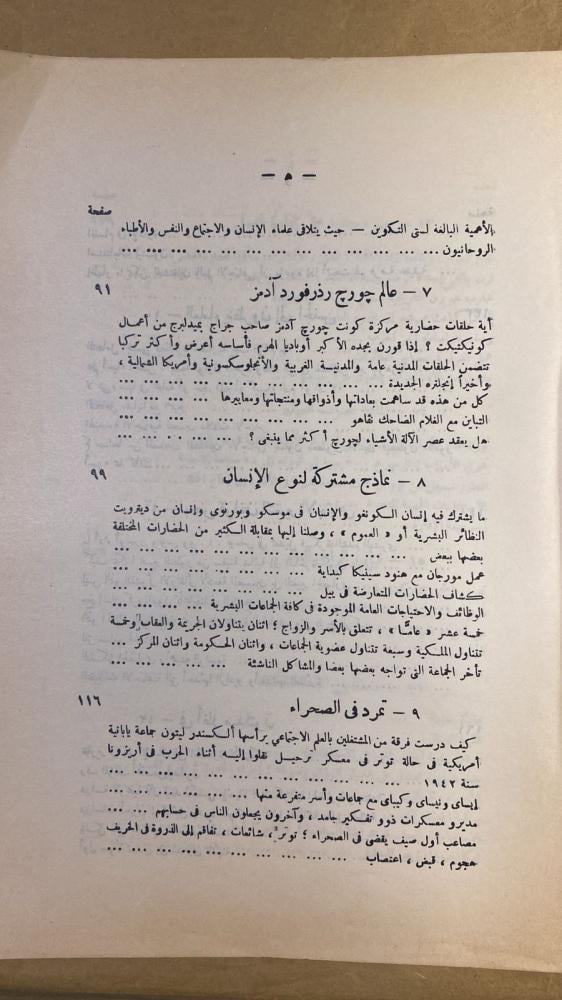 — ه —
صفحة
الأهمية البالغة لسنى التكوين — حيث يتلاقى علماء الإنسان والاجتماع والنفس والأطباء
الروحانيون ... ... ... ... ... ... ... ... ... ... ...
٧ — عالم چورچ رذرفورد آدمز ٩١
أية حلقات حضارية مركزة كونت چورچ آدمز صاحب جراج بميدلبرج من أعمال
كونيكتيكت ؟ إذا قورن بجده الأكبر أوباديا الهرم فأساسه أعرض وأكثر تركيبا
تتضمن الحلقات المدنية عامة والمدنية الغربية والأنجلوسكسونية وأمريكا الشمالية ،
وأخيراً إنجلتره الجديدة ... ... ... ... ... ... ... ... ... ...
كل من هذه قد ساهمت بعاداتها وأذواقها ومنتجاتها ومعاييرها ... ... ... ...
التباين مع الغلام الضاحك نقاهو ... ... ... ... ... ... ... ...
هل يعقد عصر الآلة الأشياء لچورچ أكثر مما ينبغى ؟ ... ... ... ... ...
٨ — نماذج مشتركة لنوع الإنسان ٩٩
ما يشترك فيه إنسان الكونغو والإنسان فى موسكو وبورنوى وإنسان من ديترويت
النظائر البشرية أو « العموم » ، وصلنا إليها بمقابلة الكثير من الحضارات المختلفة
بعضها ببعض ... ... ... ... ... ... ... ... ... ... ...
عمل مورجان مع هنود سينيكا كبداية ... ... ... ... ... ... ...
كشاف الحضارات المتعارضة فى ييل ... ... ... ... ... ... ...
الوظائف والاحتياجات العامة الموجودة فى كافة الجماعات البشرية ... ... ... ...
خمسة عشر « عامًّا » ، تتعلق بالأسر والزواج ؛ اثنان يتناولان الجريمة والعقاب وخمسة
تتناول الملكية وسبعة تتناول عضوية الجماعات ، واثنان الحكومة واثنان المركز ...
تأخر الجماعة التى تواجه بعضها بعضا والمشاكل الناشئة ... ... ... ... ...
٩ — تمرد فى الصحراء ١١٦
كيف درست فرقة من المشتغلين بالعلم الاجتماعى يرأسها ألكسندر ليتون جماعة يابانية
أمريكية فى حالة توتر فى معسكر ترحيل نقلوا إليه أثناء الحرب فى أريزونا
سنة ١٩٤٢ ... ... ... ... ... ... ... ... ... ... ...
إيساى ونيساى وكيباى مع جماعات وأسر متفرعة منها ... ... ... ... ... ...
مديرو معسكرات ذوو تفكير جامد ، وآخرون يجعلون الناس فى حسابهم ... ...
مصاعب أول صيف يقضى فى الصحراء ؛ توتر ، شائعات ، تفاقم إلى الذروة فى الخريف
هجوم ، قبض ، اعتصاب ... ... ... ... ... ... ... ... ...